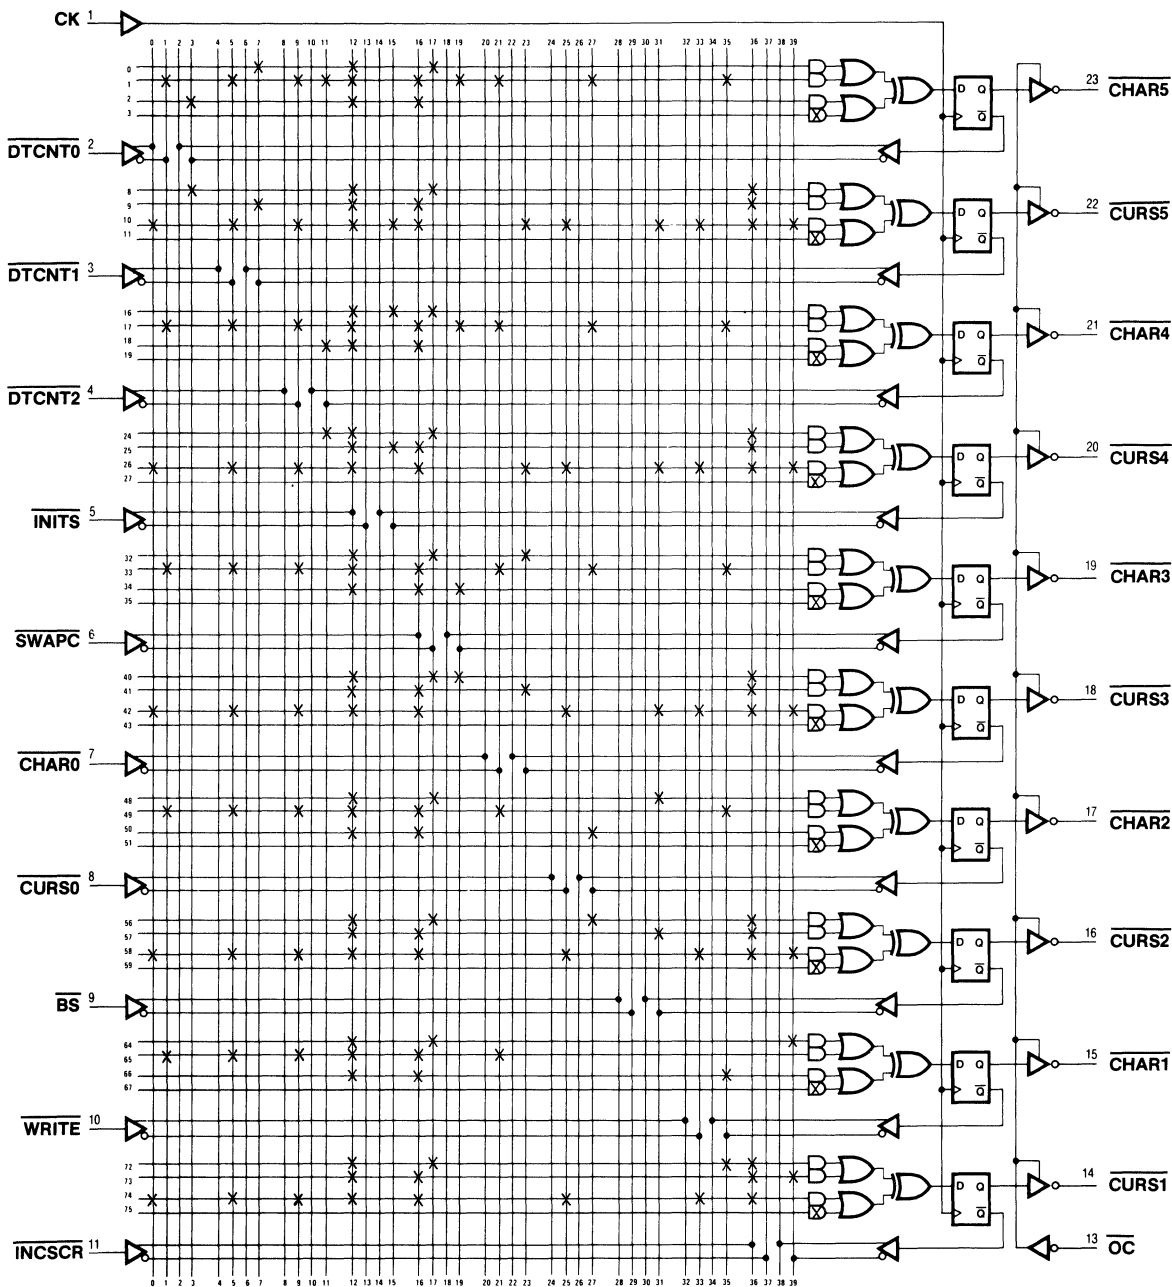 CK 1
0 1 2 3 4 5 6 7 8 9 10 11 12 13 14 15 16 17 18 19 20 21 22 23 24 25 26 27 28 29 30 31 32 33 34 35 36 37 38 39
0
1
2
3
D Q
Q
23 CHAR5
DTCNT0 2
8
9
10
11
D Q
Q
22 CURS5
DTCNT1 3
16
17
18
19
D Q
Q
21 CHAR4
DTCNT2 4
24
25
26
27
D Q
Q
20 CURS4
INITS 5
32
33
34
35
D Q
Q
19 CHAR3
SWAPC 6
40
41
42
43
D Q
Q
18 CURS3
CHAR0 7
48
49
50
51
D Q
Q
17 CHAR2
CURS0 8
56
57
58
59
D Q
Q
16 CURS2
BS 9
64
65
66
67
D Q
Q
15 CHAR1
WRITE 10
72
73
74
75
D Q
Q
14 CURS1
INCSCR 11
13 OC
0 1 2 3 4 5 6 7 8 9 10 11 12 13 14 15 16 17 18 19 20 21 22 23 24 25 26 27 28 29 30 31 32 33 34 35 36 37 38 39